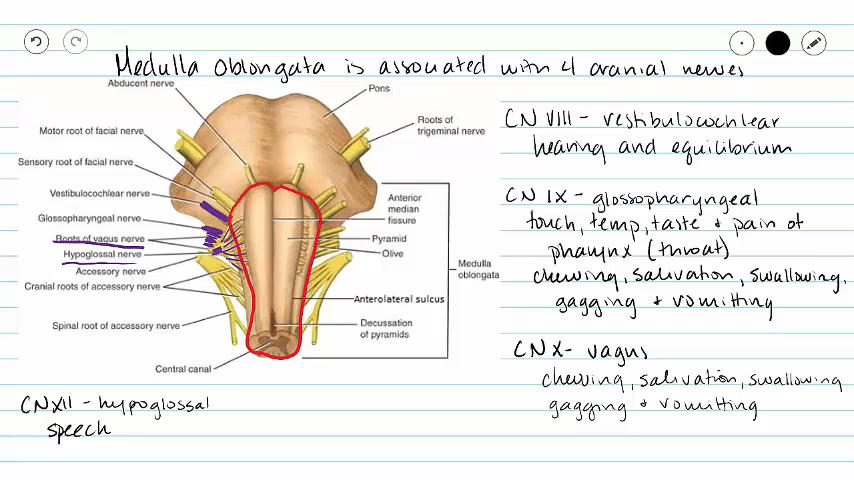 Medulla Oblongata is associated with 4 cranial nerves
Abducent nerve
Pons
Motor root of facial nerve
Roots of
trigeminal nerve
Sensory root of facial nerve
Vestibulocochlear nerve
Glossopharyngeal nerve
Roots of vagus nerve
Hypoglossal nerve
Accessory nerve
Cranial roots of accessory nerve
Spinal root of accessory nerve
Central canal
Anterior
median
fissure
Pyramid
Olive
Medulla
oblongata
Anterolateral sulcus
Decussation
of pyramids
CN VIII - vestibulocochlear
hearing and equilibrium
CN IX - glossopharyngeal
touch, temp, taste + pain of
pharynx (throat)
chewing, salivation, swallowing,
gagging + vomitting
CN X - vagus
chewing, salivation, swallowing
gagging + vomitting
CN XII - hypoglossal
speech